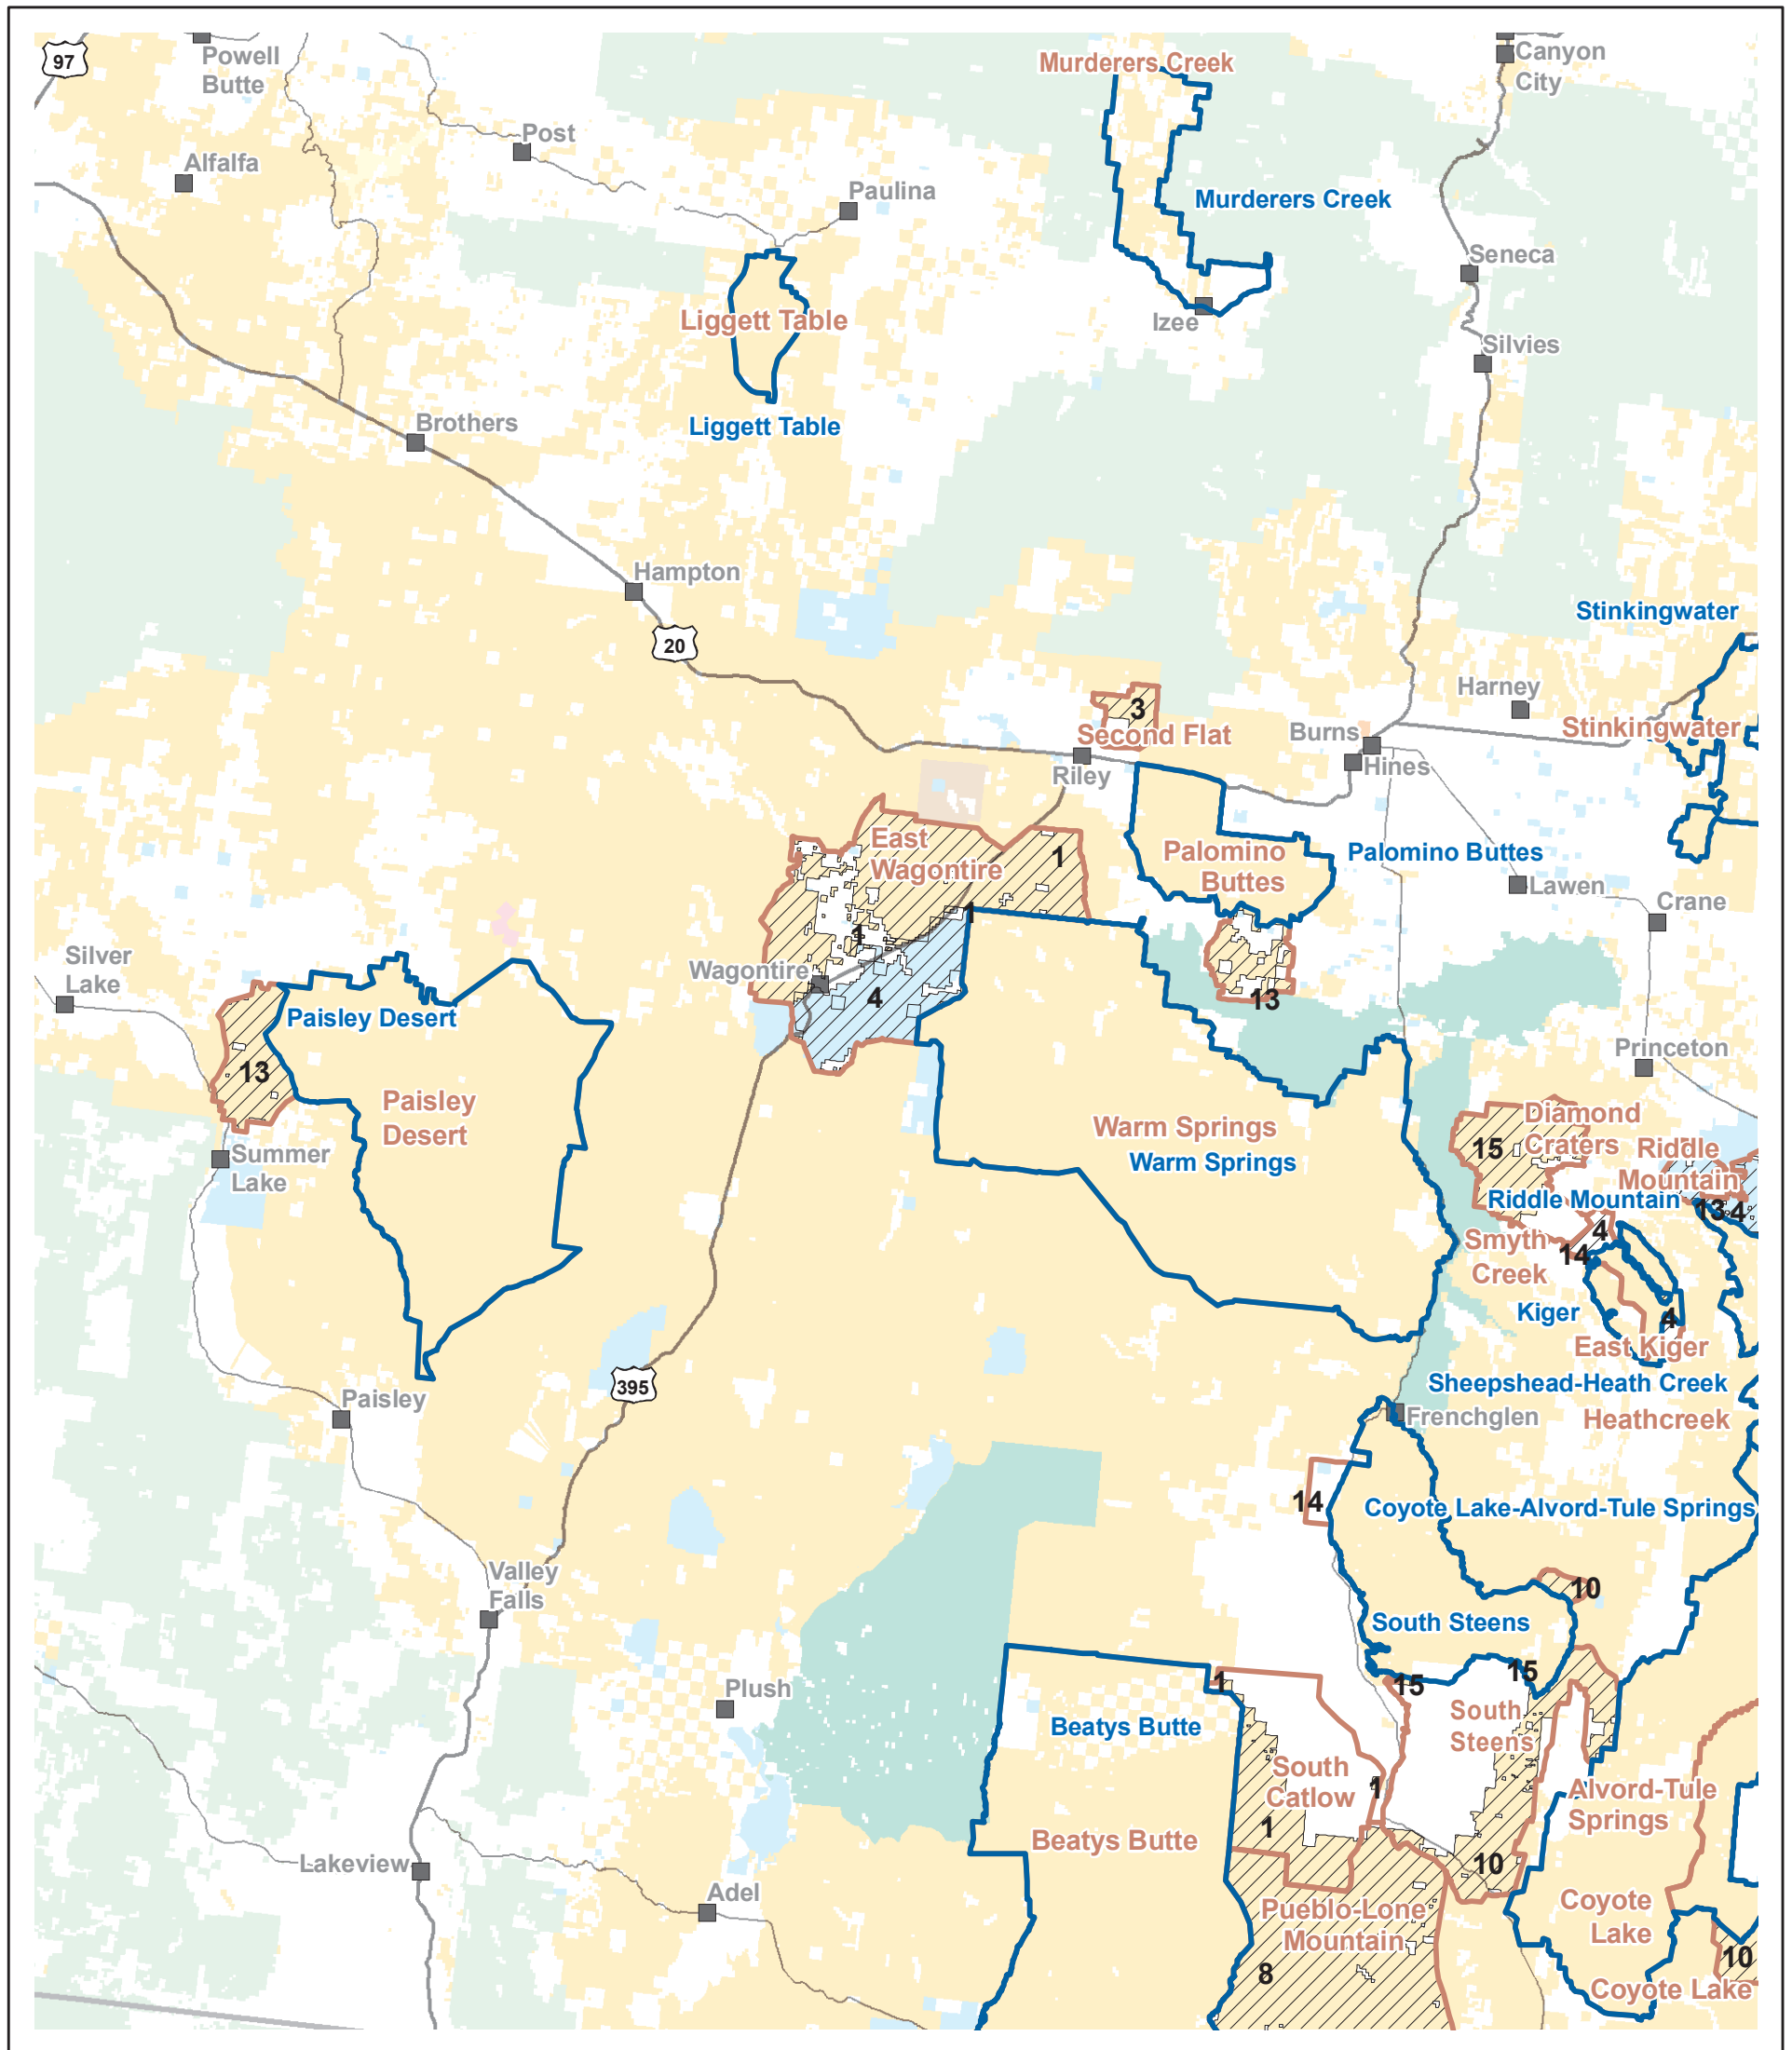 97
Powell
Butte
Murderers Creek
Canyon
City
Post
Alfalfa
Paulina
Murderers Creek
Seneca
Liggett Table
Izee
Silvies
Brothers
Liggett Table
Hampton
20
Stinkingwater
Harney
3
Second Flat
Burns
Stinkingwater
Riley
Hines
East
Wagontire
1
Palomino
Buttes
Palomino Buttes
Lawen
Crane
1
1
Silver
Lake
Wagontire
4
13
Paisley Desert
13
Princeton
Paisley
Desert
Warm Springs
Warm Springs
Diamond
Craters
15
Riddle
Mountain
Summer
Lake
Riddle Mountain
13
4
4
Smyth
Creek
14
Kiger
4
East Kiger
395
Sheepshead-Heath Creek
Paisley
Frenchglen
Heathcreek
14
Coyote Lake-Alvord-Tule Springs
Valley
Falls
10
South Steens
Plush
1
15
15
Beatys Butte
South
Steens
South
Catlow
1
Alvord-Tule
Springs
1
Beatys Butte
Lakeview
10
Adel
Pueblo-Lone
Mountain
Coyote
Lake
8
10
Coyote Lake